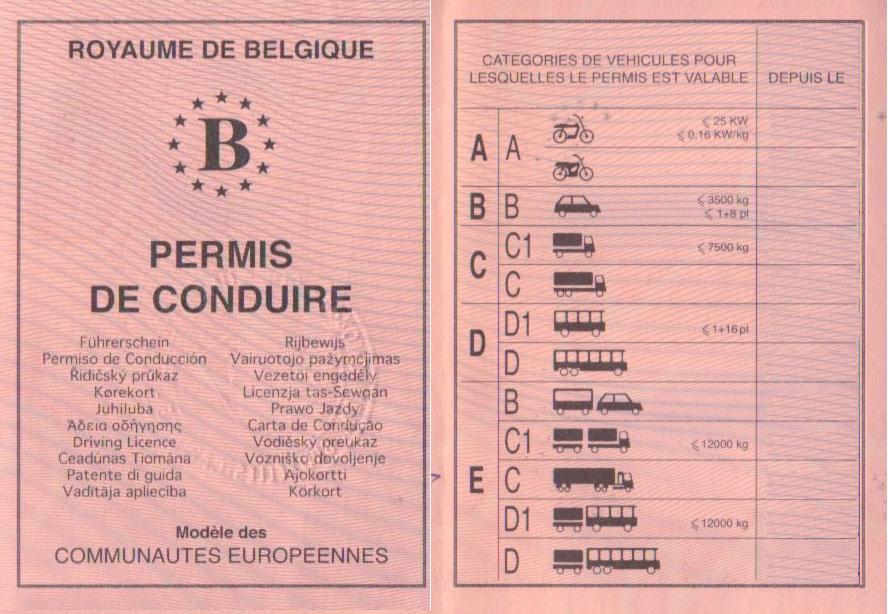 ROYAUME DE BELGIQUE
B
PERMIS
DE CONDUIRE
Führerschein
Permiso de Conducción
Řidičský průkaz
Kørekort
Juhiluba
Άδεια οδήγησης
Driving Licence
Ceadúnas Tiomána
Patente di guida
Vadītāja apliecība
Rijbewijs
Vairuotojo pažymėjimas
Vezetői engedély
Liċenzja tas-Sewqan
Prawo Jazdy
Carta de Condução
Vodičský preukaz
Vozniško dovoljenje
Ajokortti
Körkort
Modèle des
COMMUNAUTES EUROPEENNES
CATEGORIES DE VEHICULES POUR
LESQUELLES LE PERMIS EST VALABLE
DEPUIS LE
A
A
⩽ 25 KW
⩽ 0,16 KW/kg
B
B
⩽ 3500 kg
⩽ 1+8 pl
C
C1
⩽ 7500 kg
C
D
D1
⩽ 1+16 pl
D
E
B
C1
⩽ 12000 kg
C
D1
⩽ 12000 kg
D